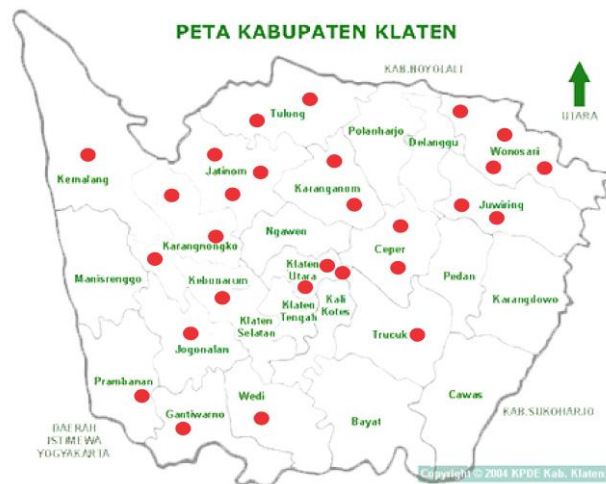 PETA KABUPATEN KLATEN
KAB.BOYOLALI
UTARA
Tulung
Polanharjo
Delanggu
Wonosari
Kemalang
Jatinom
Karanganom
Juwiring
Ngawen
Karangnongko
Ceper
Manisrenggo
Kebonarum
Klaten
Utara
Pedan
Karangdowo
Klaten
Tengah
Kali
Kotes
Klaten
Selatan
Trucuk
Jogonalan
Prambanan
Gantiwarno
Wedi
Bayat
Cawas
KAB.SUKOHARJO
DAERAH
ISTIMEWA
YOGYAKARTA
Copyright © 2004 KPDE Kab. Klaten